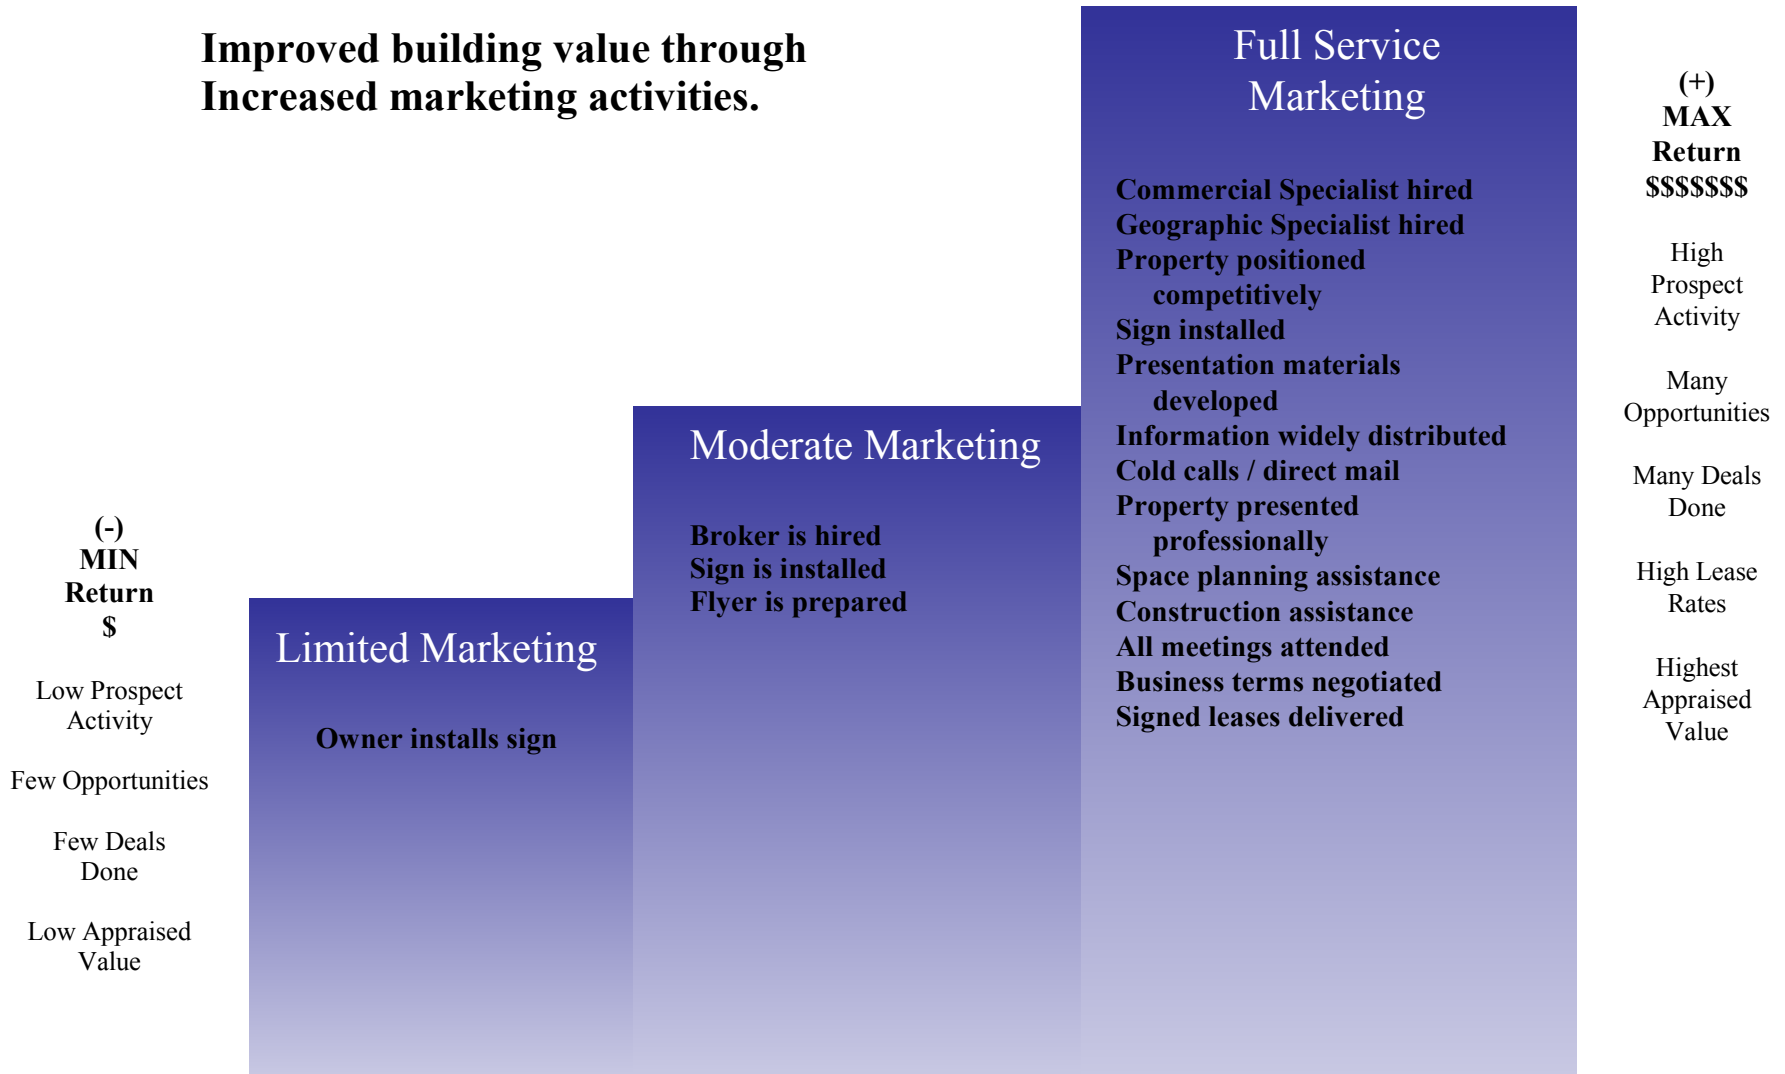 Improved building value through
Increased marketing activities.
(-)
MIN
Return
$
Low Prospect
Activity
Few Opportunities
Few Deals
Done
Low Appraised
Value
Limited Marketing
Owner installs sign
Moderate Marketing
Broker is hired
Sign is installed
Flyer is prepared
Full Service
Marketing
Commercial Specialist hired
Geographic Specialist hired
Property positioned
competitively
Sign installed
Presentation materials
developed
Information widely distributed
Cold calls / direct mail
Property presented
professionally
Space planning assistance
Construction assistance
All meetings attended
Business terms negotiated
Signed leases delivered
(+)
MAX
Return
$$$$$$$
High
Prospect
Activity
Many
Opportunities
Many Deals
Done
High Lease
Rates
Highest
Appraised
Value